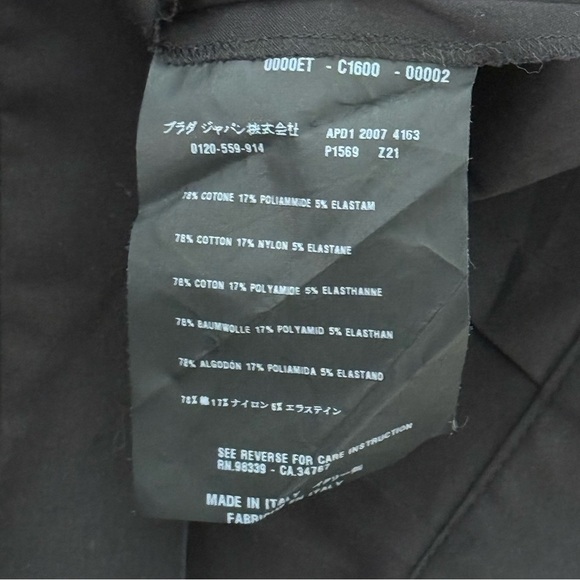 0000ET - C1600 - 00002
プラダ ジャパン株式会社 APD1 2007 4163
0120-559-914 P1569 Z21
78% COTONE 17% POLIAMMIDE 5% ELASTAM
78% COTTON 17% NYLON 5% ELASTANE
78% COTON 17% POLYAMIDE 5% ELASTHANNE
78% BAUMWOLLE 17% POLYAMID 5% ELASTHAN
78% ALGODÓN 17% POLIAMIDA 5% ELASTANO
78% 綿 17% ナイロン 5% エラステイン
SEE REVERSE FOR CARE INSTRUCTION
RN.98339 - CA.34767
MADE IN ITALY